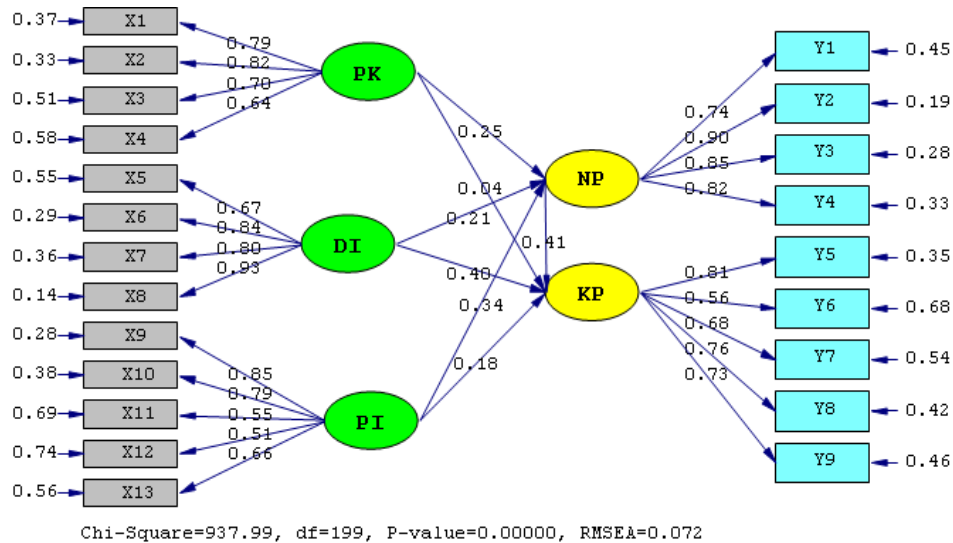 0.37 X1
0.33 X2
0.51 X3
0.58 X4
0.55 X5
0.29 X6
0.36 X7
0.14 X8
0.28 X9
0.38 X10
0.69 X11
0.74 X12
0.56 X13
0.79
0.82
0.70
0.64
0.67
0.84
0.80
0.93
0.85
0.79
0.55
0.51
0.66
PK
DI
PI
0.25
0.04
0.21
0.41
0.40
0.34
0.18
NP
KP
0.74
0.90
0.85
0.82
0.81
0.56
0.68
0.76
0.73
Y1 0.45
Y2 0.19
Y3 0.28
Y4 0.33
Y5 0.35
Y6 0.68
Y7 0.54
Y8 0.42
Y9 0.46
Chi-Square=937.99, df=199, P-value=0.00000, RMSEA=0.072